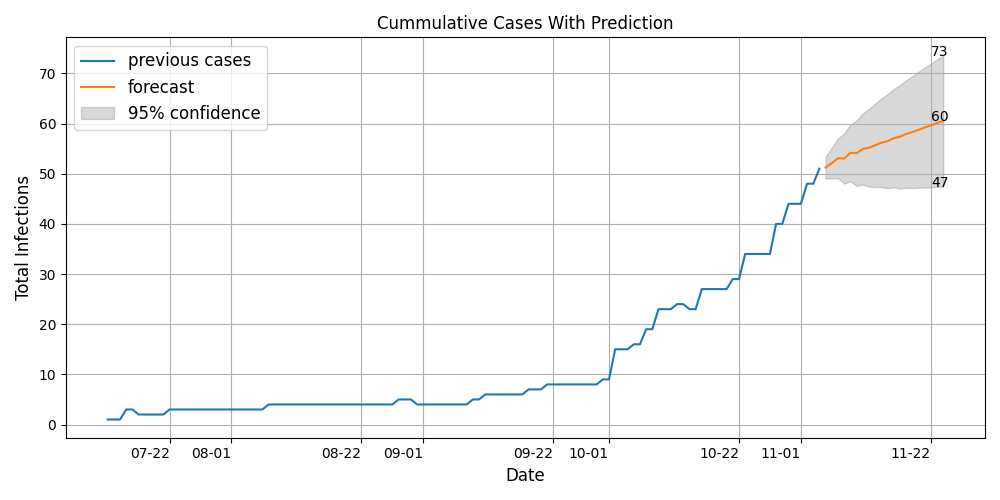 Cummulative Cases With Prediction
previous cases
forecast
95% confidence
Total Infections
70
60
50
40
30
20
10
0
73
60
47
07-22 08-01 08-22 09-01 09-22 10-01 10-22 11-01 11-22
Date